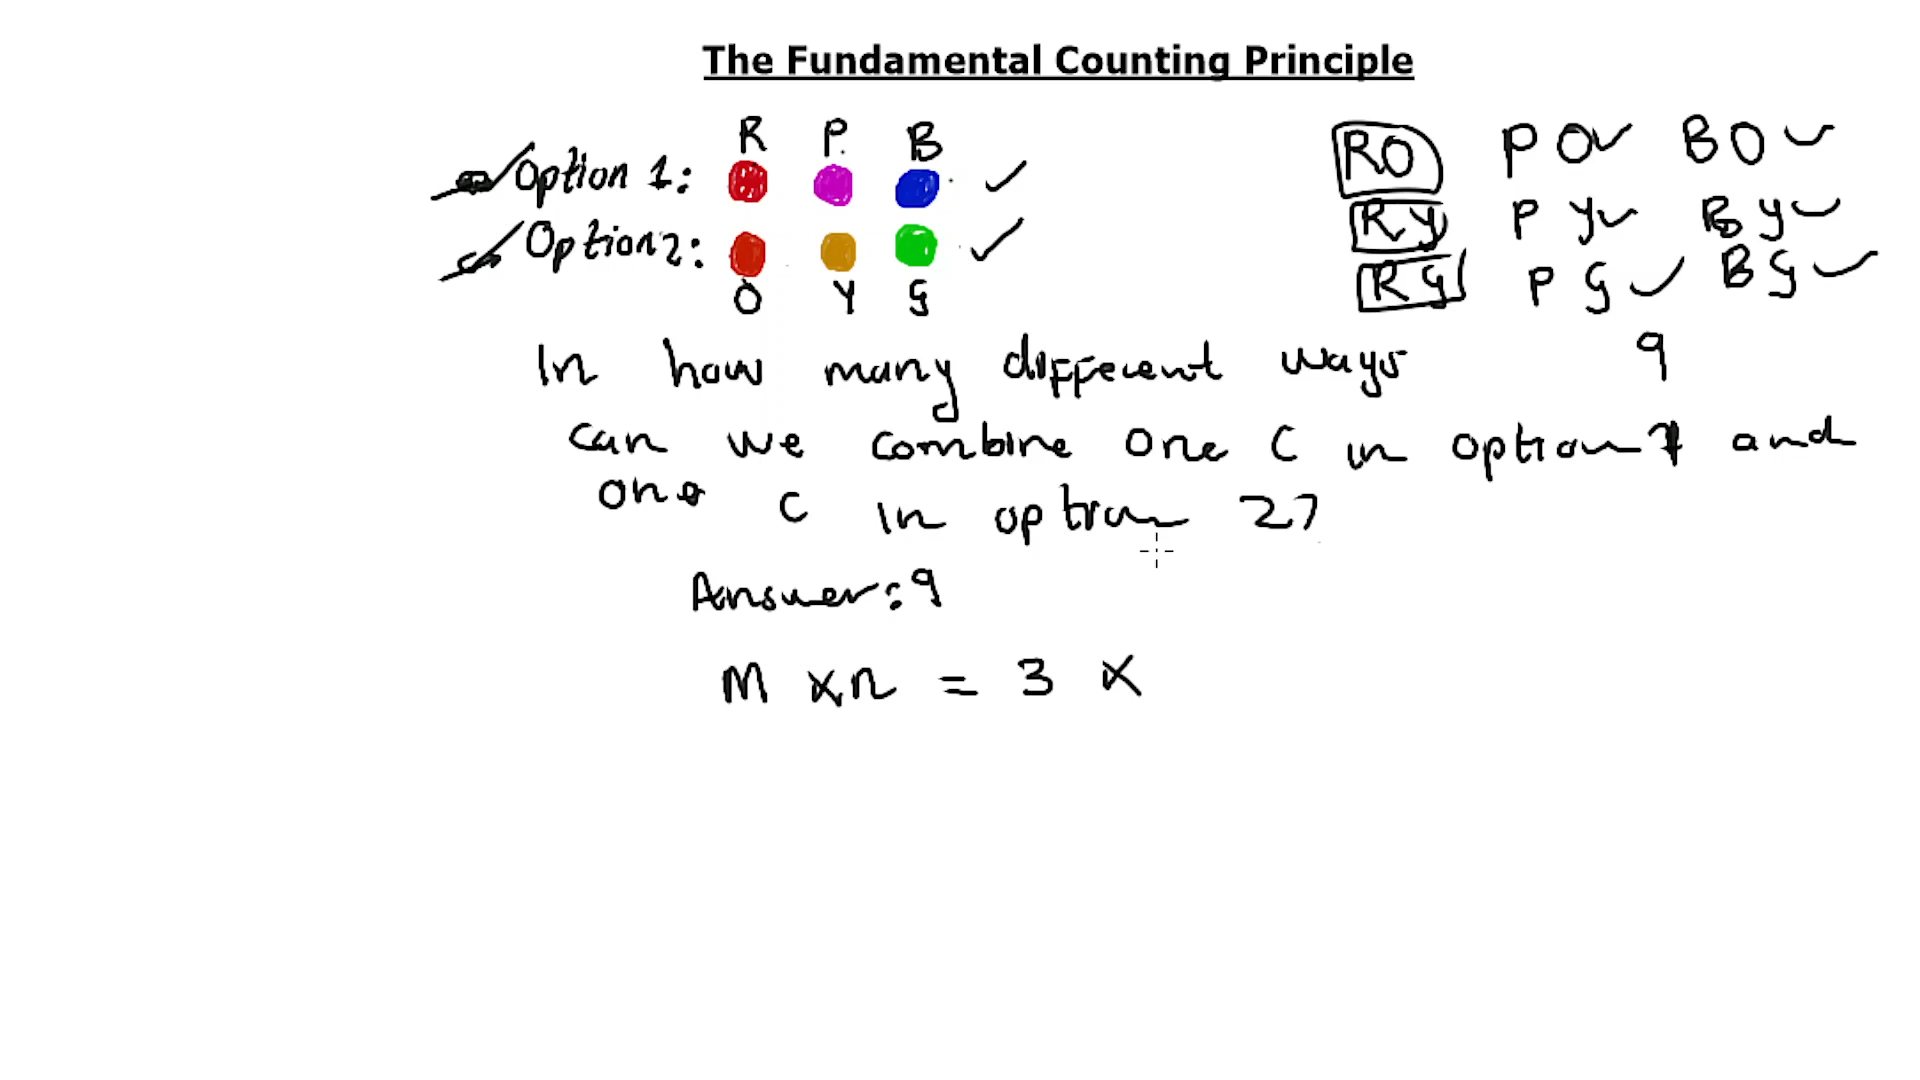 The Fundamental Counting Principle
R P. B
Option 1:
Option 2:
O Y G
RO PO BO
RY PY BY
RG PG BG
9
In how many different ways
can we combine one C in option 1 and
one C in option 2?
Answer: 9
M x n = 3 x